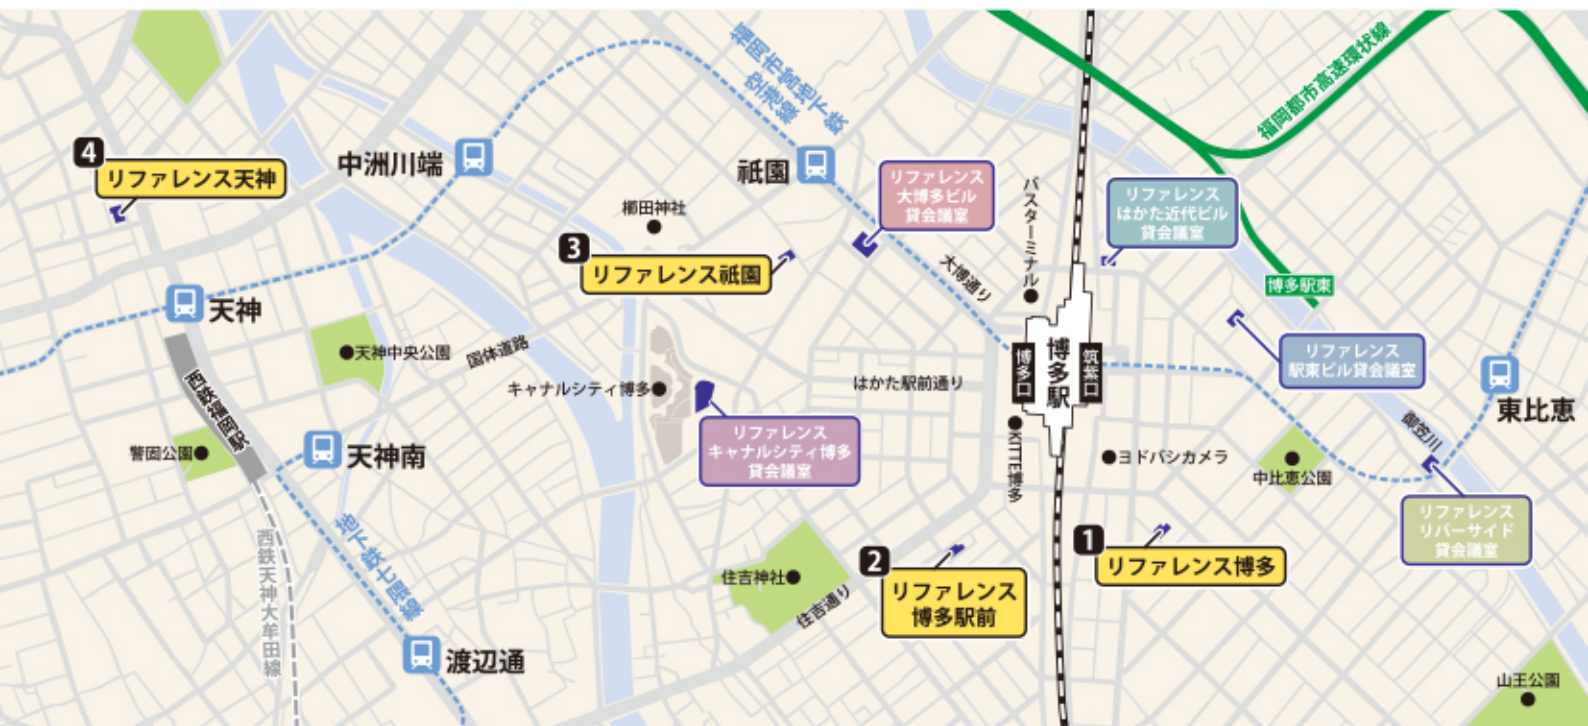 福岡市営地下鉄
空港線
福岡都市高速環状線
4
リファレンス天神
中洲川端
祇園
リファレンス
大博多ビル
貸会議室
バスターミナル
リファレンス
はかた近代ビル
貸会議室
櫛田神社
3
リファレンス祇園
大博通り
博多駅東
天神
天神中央公園
国体道路
キャナルシティ博多
はかた駅前通り
博多口
博多駅
筑紫口
リファレンス
駅東ビル貸会議室
東比恵
西鉄福岡駅
警固公園
天神南
リファレンス
キャナルシティ博多
貸会議室
KITTE博多
ヨドバシカメラ
中比恵公園
御笠川
リファレンス
リバーサイド
貸会議室
西鉄天神大牟田線
地下鉄七隈線
住吉神社
住吉通り
2
リファレンス
博多駅前
1
リファレンス博多
渡辺通
山王公園